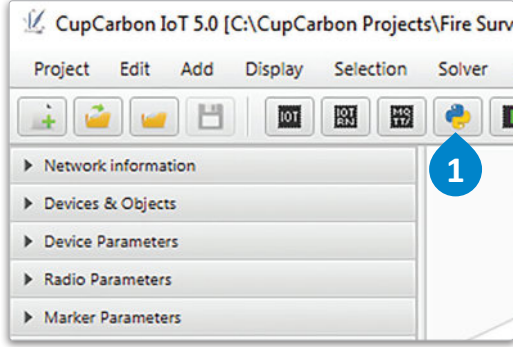 CupCarbon IoT 5.0 [C:\CupCarbon Projects\Fire Surv
Project Edit Add Display Selection Solver
IOT IOT RN MQ TT/
1
▶ Network information
▶ Devices & Objects
▶ Device Parameters
▶ Radio Parameters
▶ Marker Parameters